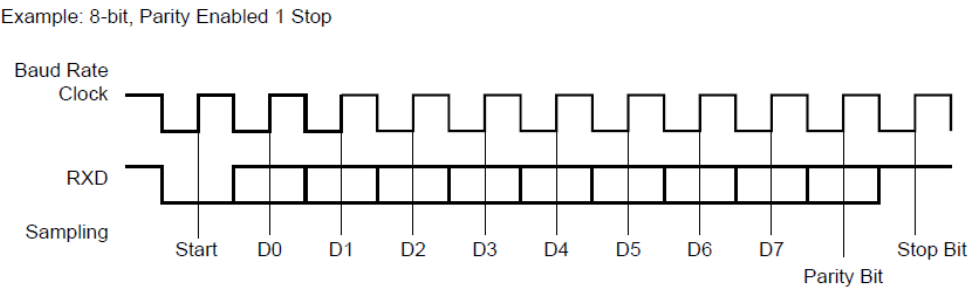 Example: 8-bit, Parity Enabled 1 Stop
Baud Rate
Clock
RXD
Sampling
Start D0 D1 D2 D3 D4 D5 D6 D7 Stop Bit
Parity Bit